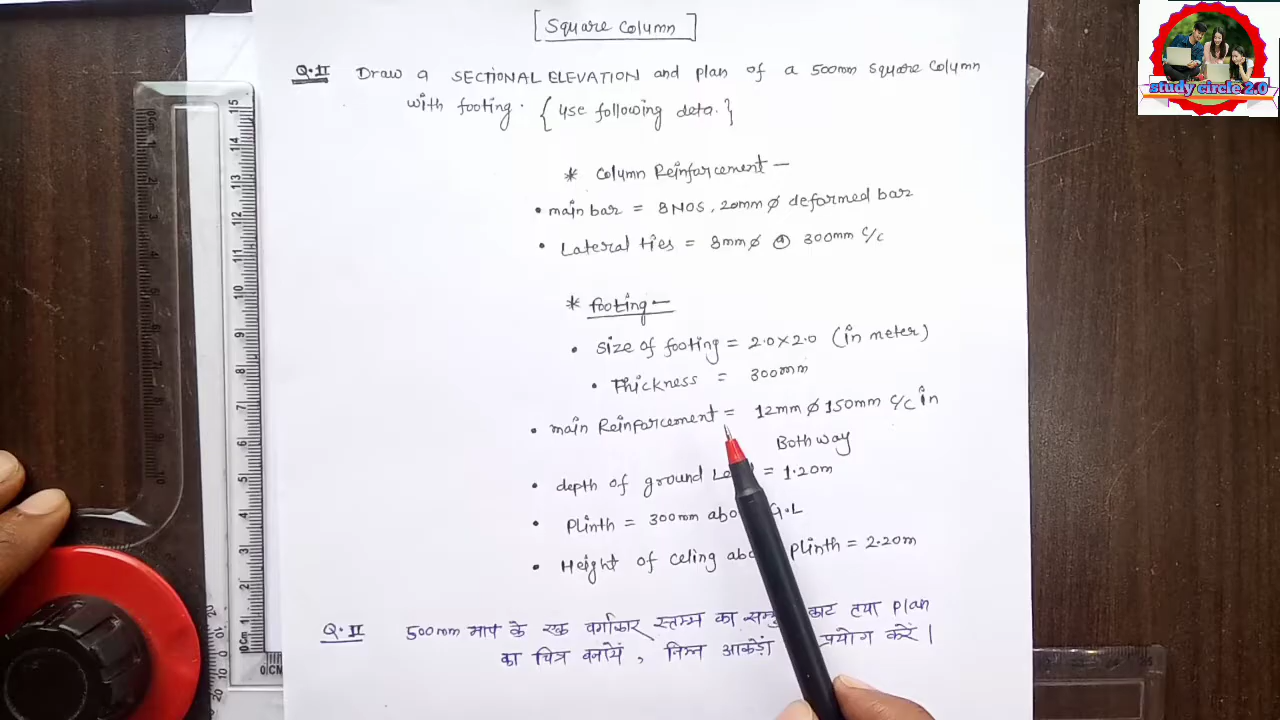 [Square Column]
Q.II Draw a SECTIONAL ELEVATION and plan of a 500mm square column
with footing. {use following deta.}
* Column Reinforcement —
• main bar = 8 NOS, 20mm ϕ deformed bar
• Lateral ties = 8mm ϕ @ 300mm c/c
* footing —
• size of footing = 2.0 × 2.0 (in meter)
• Thickness = 300mm
• main Reinforcement = 12mm ϕ 150mm c/c in
Both way
• depth of ground = 1.20m
• Plinth = 300mm G.L
• Height of celing plinth = 2.20m
Q.II 500mm माप के एक वर्गाकार स्तम्भ का काट तथा plan
का चित्र बनायें, निम्न आकेड़ों प्रयोग करें।
study circle 2.0